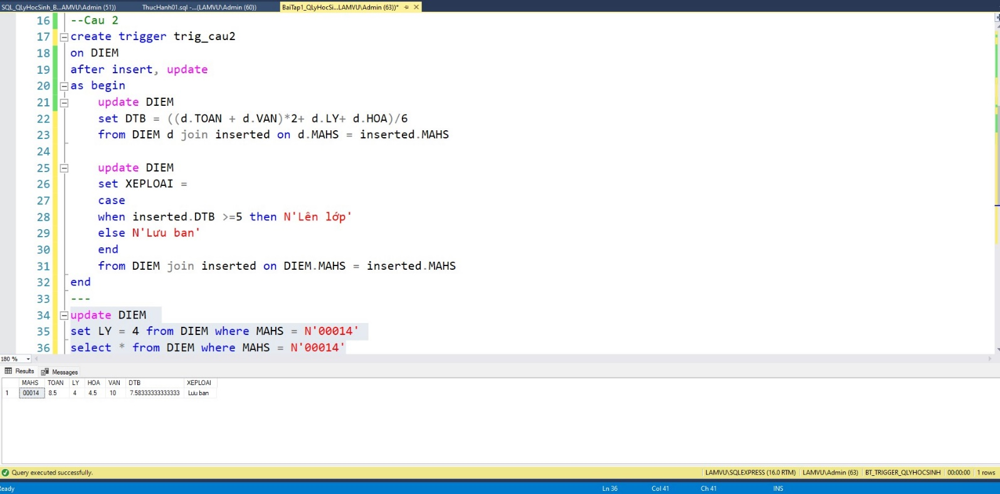 SQL_QLyHocSinh_B...AMVU\Admin (51)) ThucHanh01.sql -...(LAMVU\Admin (60)) BaiTap1_QLyHocSi...LAMVU\Admin (63))*
16 --Cau 2
17 create trigger trig_cau2
18 on DIEM
19 after insert, update
20 as begin
21 update DIEM
22 set DTB = ((d.TOAN + d.VAN)*2+ d.LY+ d.HOA)/6
23 from DIEM d join inserted on d.MAHS = inserted.MAHS
24
25 update DIEM
26 set XEPLOAI =
27 case
28 when inserted.DTB >=5 then N'Lên lớp'
29 else N'Lưu ban'
30 end
31 from DIEM join inserted on DIEM.MAHS = inserted.MAHS
32 end
33 ---
34 update DIEM
35 set LY = 4 from DIEM where MAHS = N'00014'
36 select * from DIEM where MAHS = N'00014'
180 %
Results Messages
MAHS TOAN LY HOA VAN DTB XEPLOAI
1 00014 8.5 4 4.5 10 7.58333333333333 Lưu ban
Query executed successfully. LAMVU\SQLEXPRESS (16.0 RTM) LAMVU\Admin (63) BT_TRIGGER_QLYHOCSINH 00:00:00 1 rows
Ready Ln 36 Col 41 Ch 41 INS